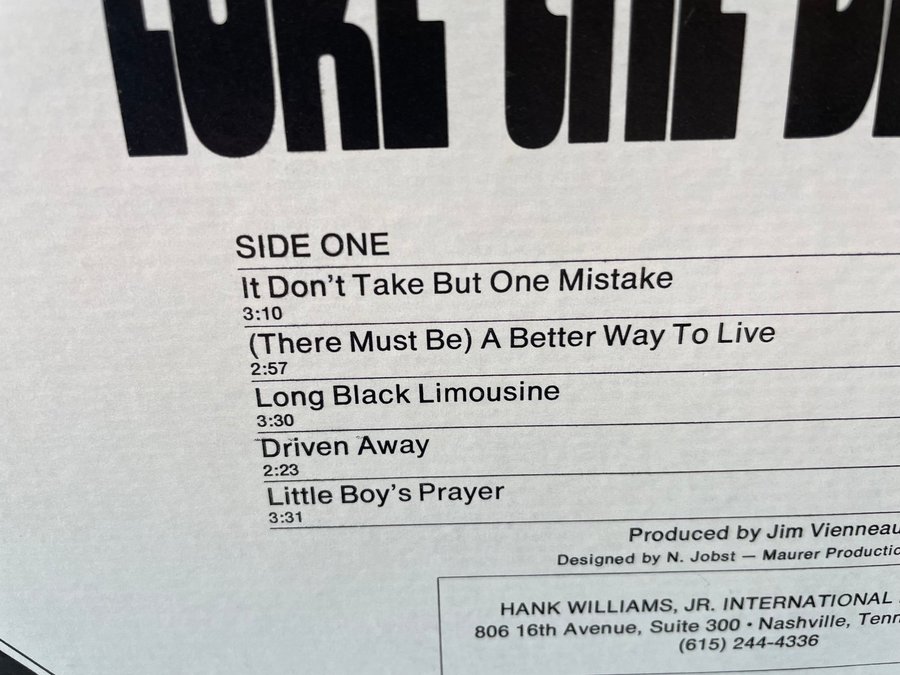 LUKE THE
SIDE ONE
It Don't Take But One Mistake
3:10
(There Must Be) A Better Way To Live
2:57
Long Black Limousine
3:30
Driven Away
2:23
Little Boy's Prayer
3:31
Produced by Jim Vienneau
Designed by N. Jobst — Maurer
HANK WILLIAMS, JR. INTERNATIONAL
806 16th Avenue, Suite 300 • Nashville,
(615) 244-4336